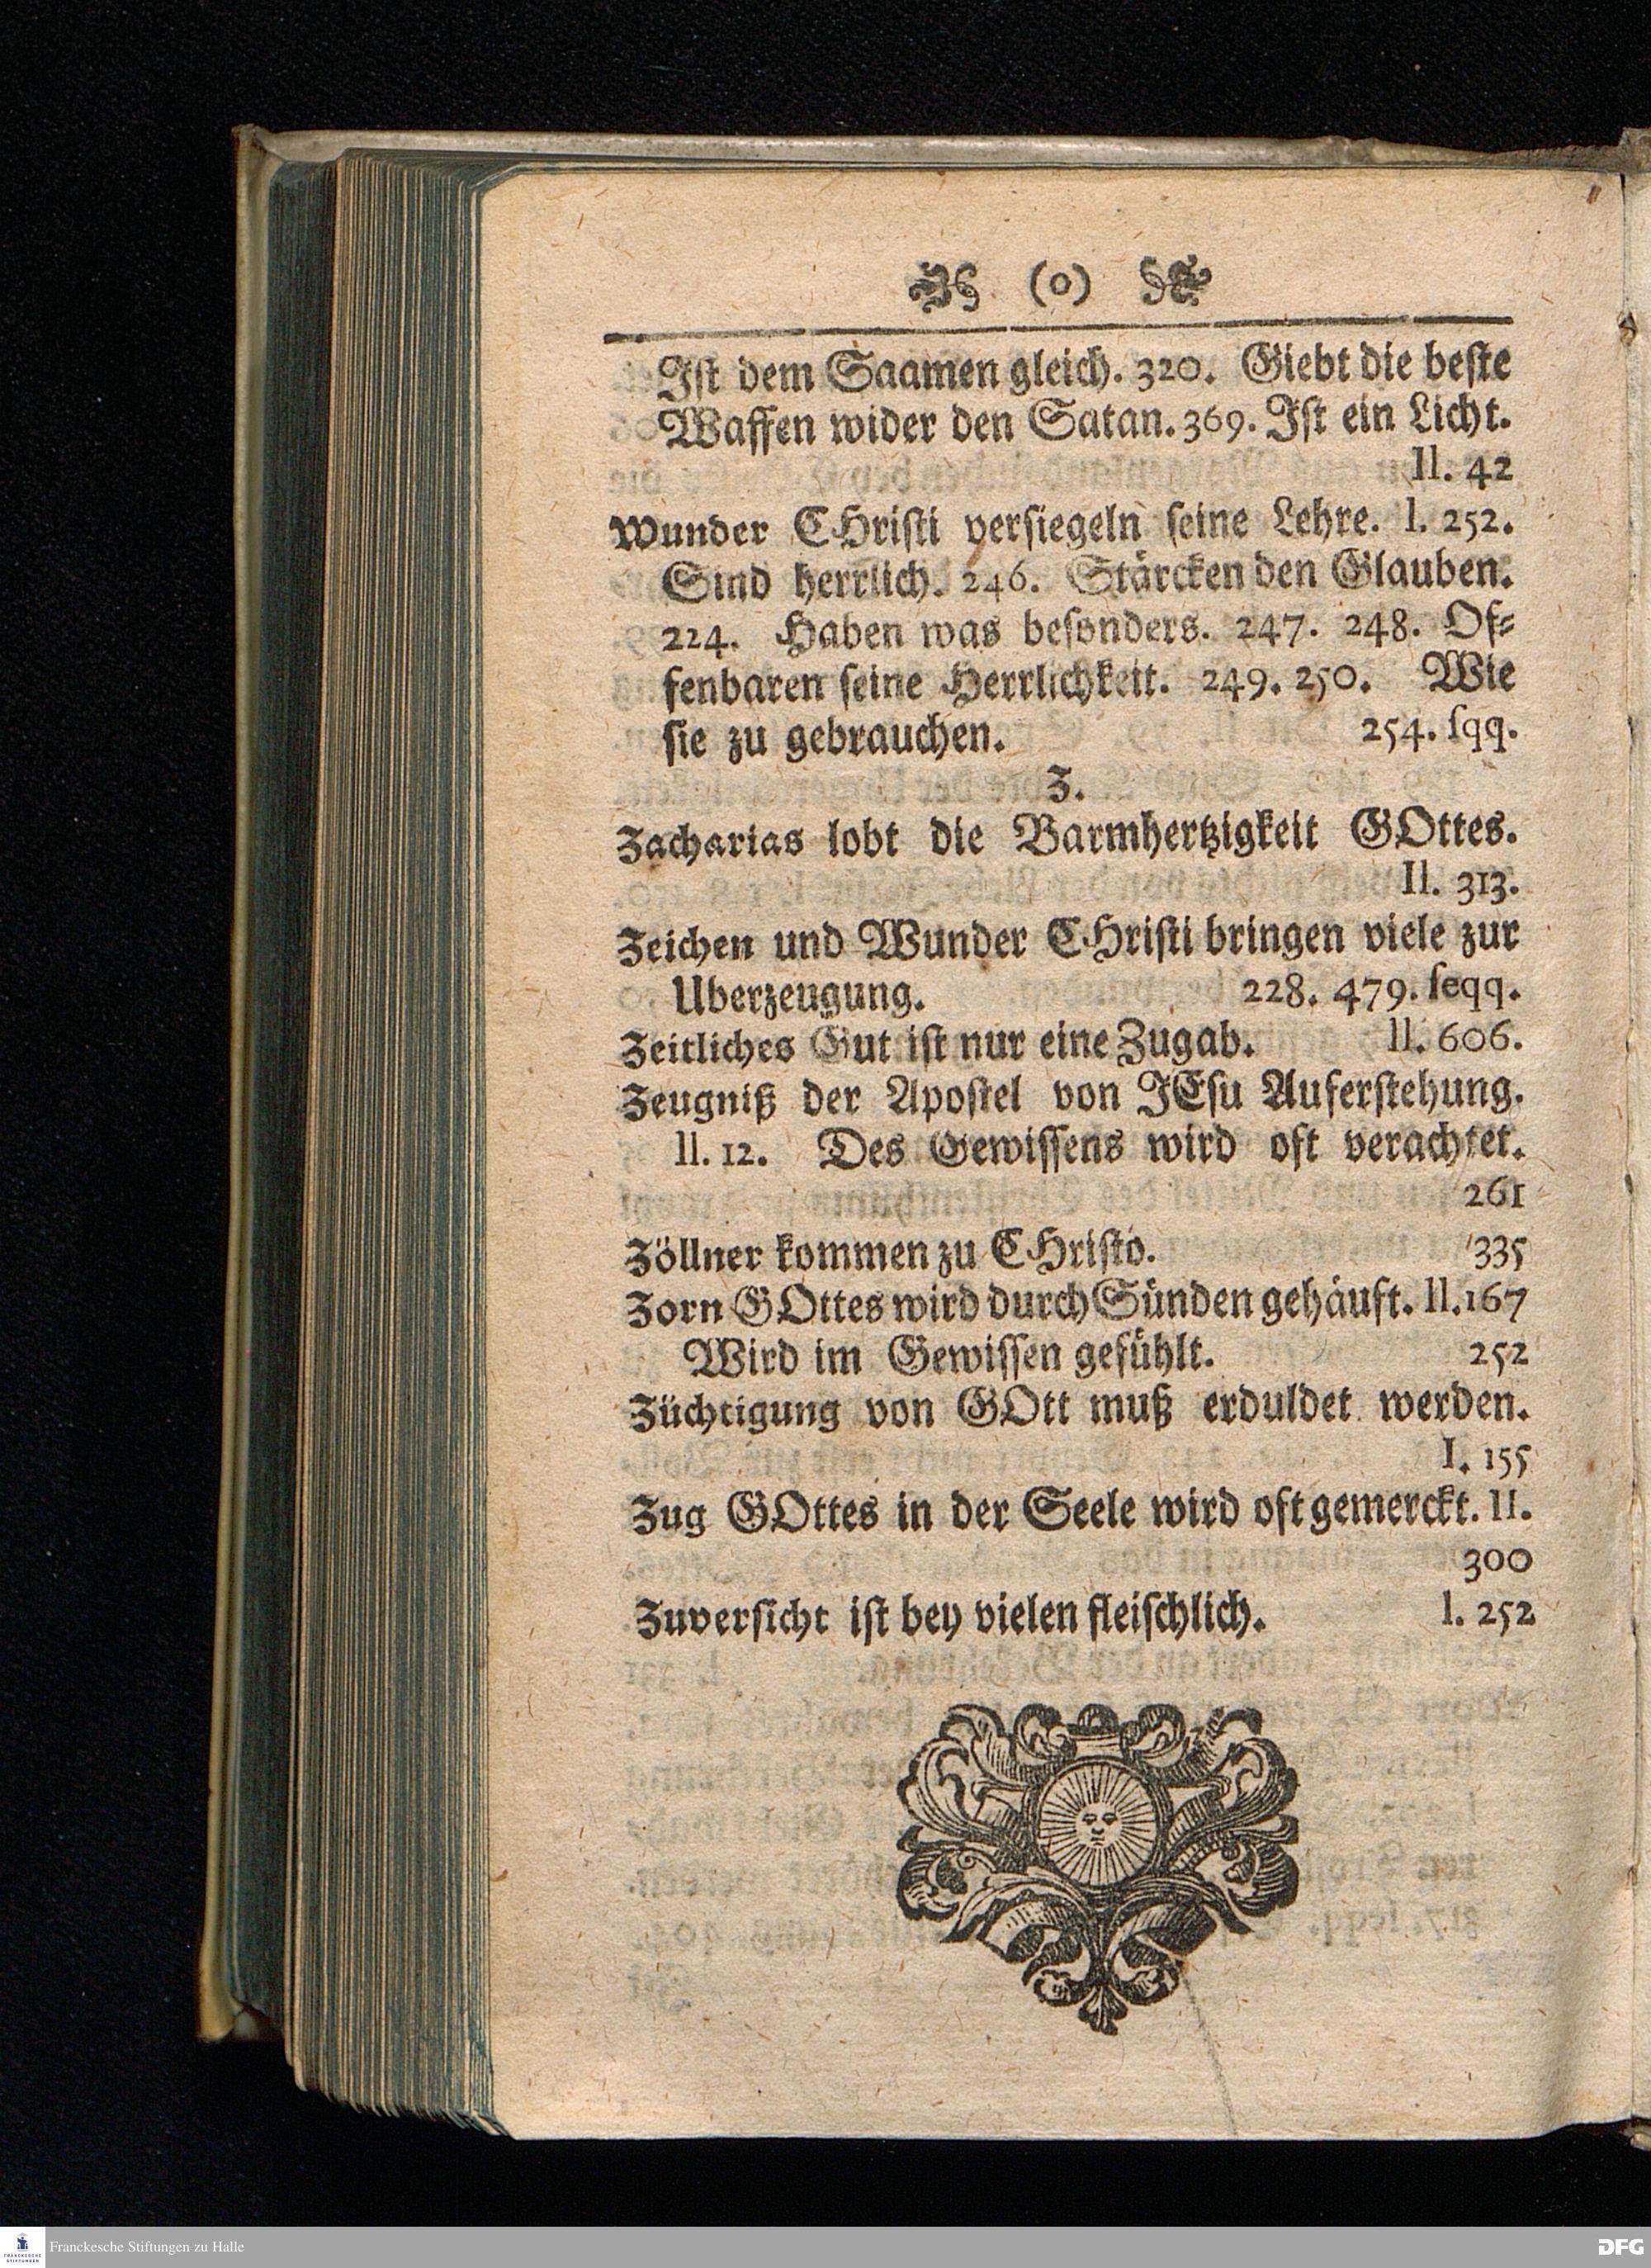 (o)
Ist dem Saamen gleich. 320. Giebt die beste
Waffen wider den Satan. 369. Ist ein Licht.
II. 42
Wunder CHristi versiegeln seine Lehre. I. 252.
Sind herrlich. 246. Stärcken den Glauben.
224. Haben was besonders. 247. 248. Of-
fenbaren seine Herrlichkeit. 249. 250. Wie
sie zu gebrauchen. 254. sqq.
Z.
Zacharias lobt die Barmhertzigkeit GOttes.
II. 313.
Zeichen und Wunder CHristi bringen viele zur
Uberzeugung. 228. 479. seqq.
Zeitliches Gut ist nur eine Zugab. II. 606.
Zeugniß der Apostel von JEsu Auferstehung.
II. 12. Des Gewissens wird oft verachtet.
261
Zöllner kommen zu CHristo. 335
Zorn GOttes wird durch Sünden gehäuft. II. 167
Wird im Gewissen gefühlt. 252
Züchtigung von GOtt muß erduldet werden.
I. 155
Zug GOttes in der Seele wird oft gemerckt. II.
300
Zuversicht ist bey vielen fleischlich. I. 252
FRANCKESCHE STIFTUNGEN
Franckesche Stiftungen zu Halle
DFG